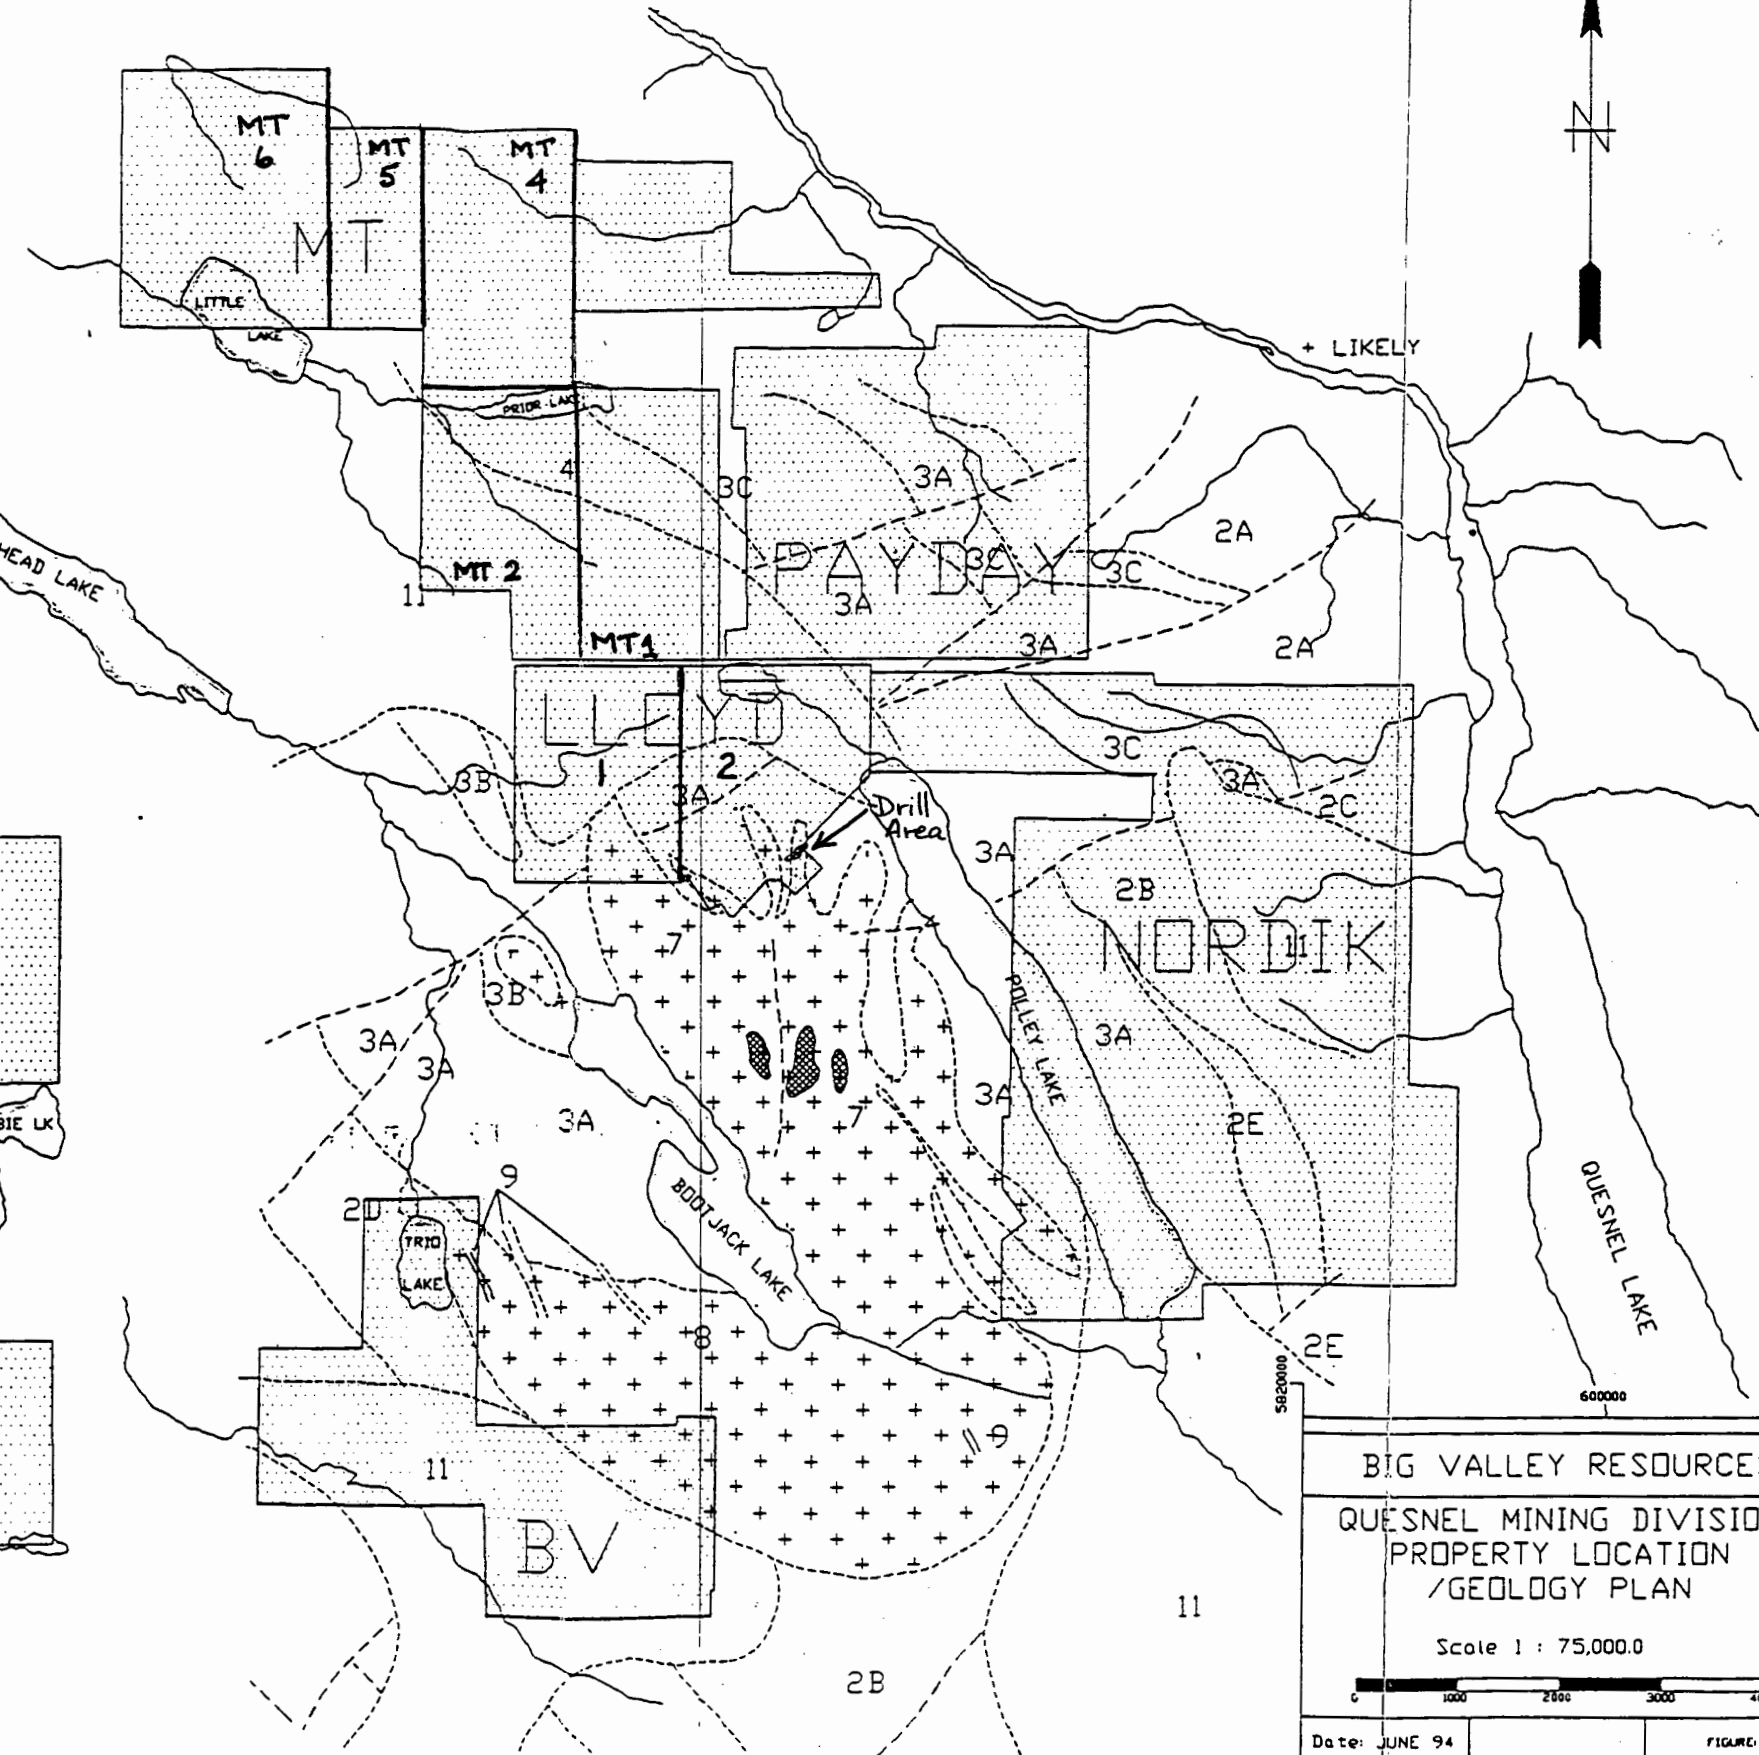 MT
6
MT
5
MT
4
N
MT
LITTLE
LAKE
+ LIKELY
PRIOR LAKE
4
3C
3A
2A
HEAD LAKE
PAYDAY
3C
3C
MT 2
11
3A
MT1
3A
2A
LLOYD
1
2
3B
3A
3C
3A
2C
Drill
Area
3A
2B
7
NORDIK
11
3B
POLLEY LAKE
3A
3A
3A
3A
7
3A
BIE LK
2E
9
BOOTJACK LAKE
QUESNEL LAKE
2D
TRIO
LAKE
8
2E
5820000
600000
9
11
BIG VALLEY RESOURCE
BV
QUESNEL MINING DIVISIO
PROPERTY LOCATION
/GEOLOGY PLAN
11
Scale 1 : 75,000.0
2B
0 1000 2000 3000
Date: JUNE 94
FIGURE: